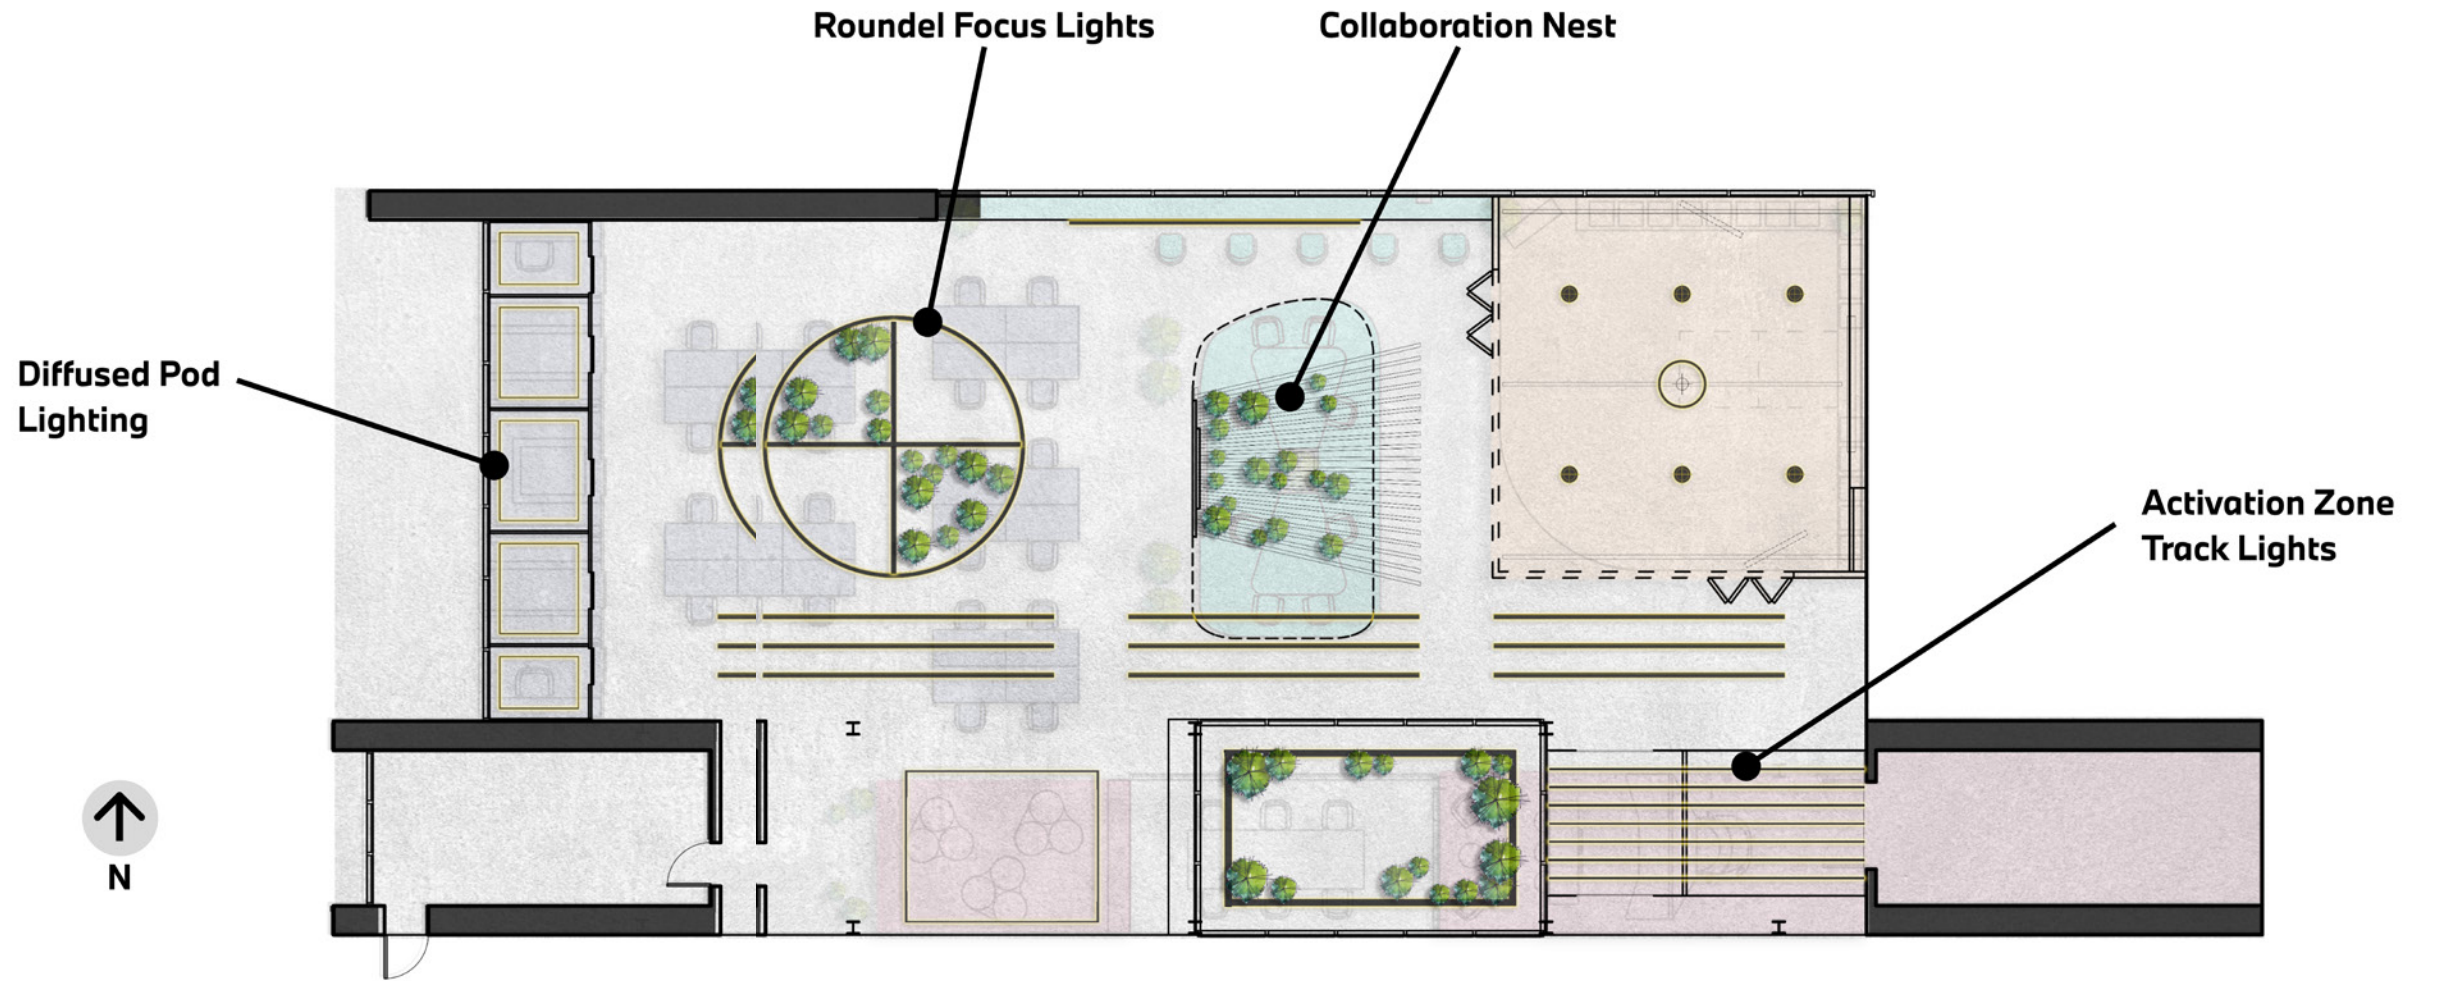 Roundel Focus Lights
Collaboration Nest
Diffused Pod
Lighting
Activation Zone
Track Lights
N